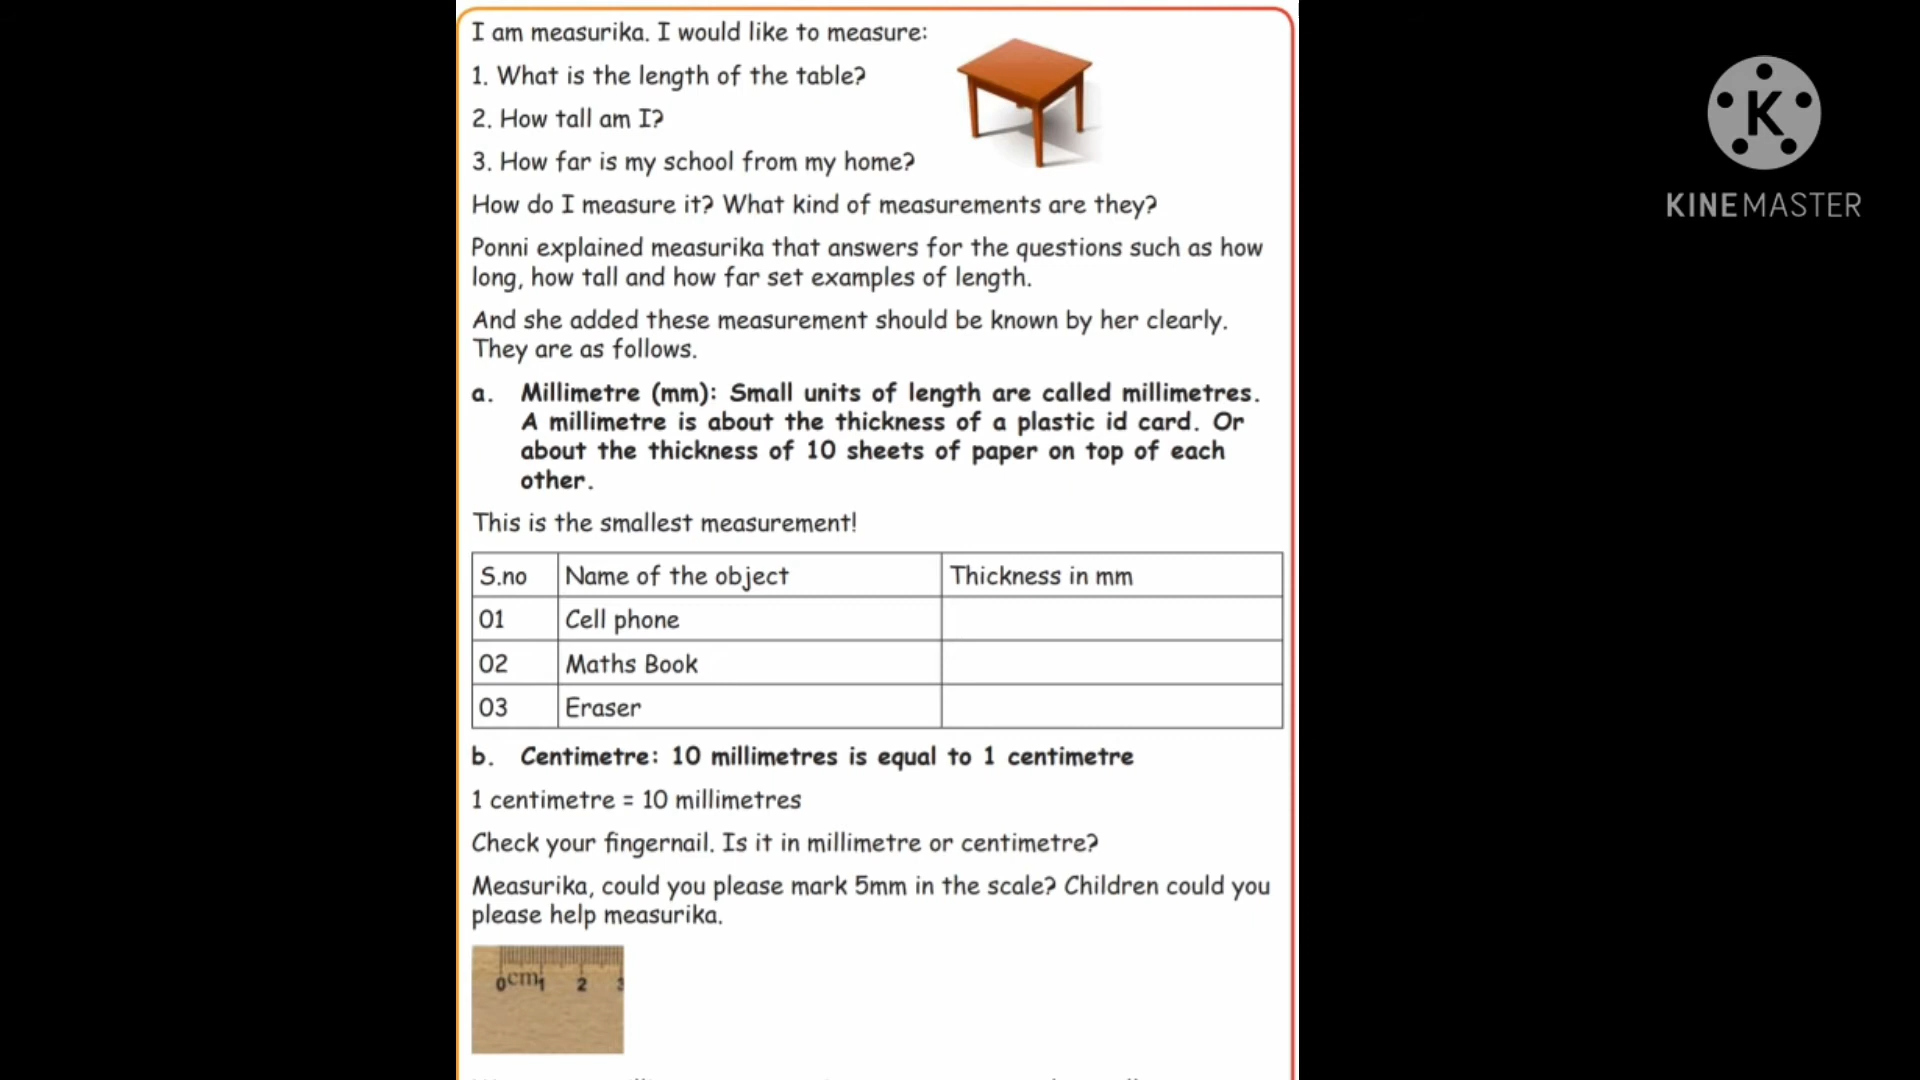 I am measurika. I would like to measure:
1. What is the length of the table?
2. How tall am I?
3. How far is my school from my home?
How do I measure it? What kind of measurements are they?
Ponni explained measurika that answers for the questions such as how
long, how tall and how far set examples of length.
And she added these measurement should be known by her clearly.
They are as follows.
a. Millimetre (mm): Small units of length are called millimetres.
A millimetre is about the thickness of a plastic id card. Or
about the thickness of 10 sheets of paper on top of each
other.
This is the smallest measurement!
S.no Name of the object Thickness in mm
01 Cell phone
02 Maths Book
03 Eraser
b. Centimetre: 10 millimetres is equal to 1 centimetre
1 centimetre = 10 millimetres
Check your fingernail. Is it in millimetre or centimetre?
Measurika, could you please mark 5mm in the scale? Children could you
please help measurika.
0 cm 1 2 3
K
KINEMASTER